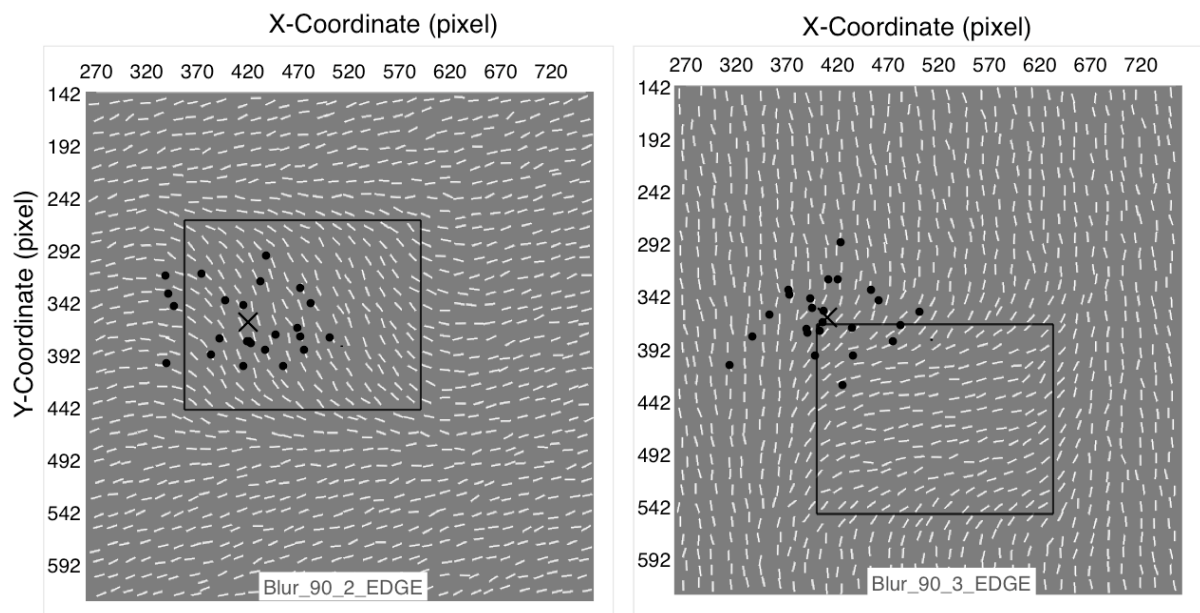 X-Coordinate (pixel)
270 320 370 420 470 520 570 620 670 720
Y-Coordinate (pixel)
142
192
242
292
342
392
442
492
542
592
Blur_90_2_EDGE
X-Coordinate (pixel)
270 320 370 420 470 520 570 620 670 720
142
192
242
292
342
392
442
492
542
592
Blur_90_3_EDGE